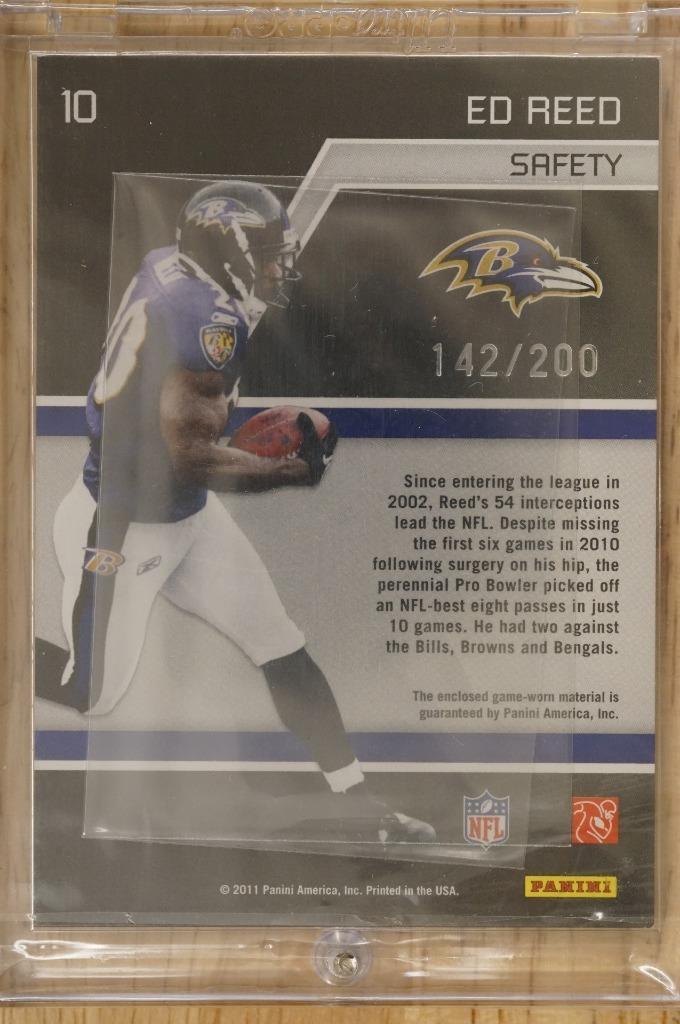 10
ED REED
SAFETY
B
142/200
Since entering the league in
2002, Reed's 54 interceptions
lead the NFL. Despite missing
the first six games in 2010
following surgery on his hip, the
perennial Pro Bowler picked off
an NFL-best eight passes in just
10 games. He had two against
the Bills, Browns and Bengals.
The enclosed game-worn material is
guaranteed by Panini America, Inc.
B
NFL
© 2011 Panini America, Inc. Printed in the USA.
PANINI